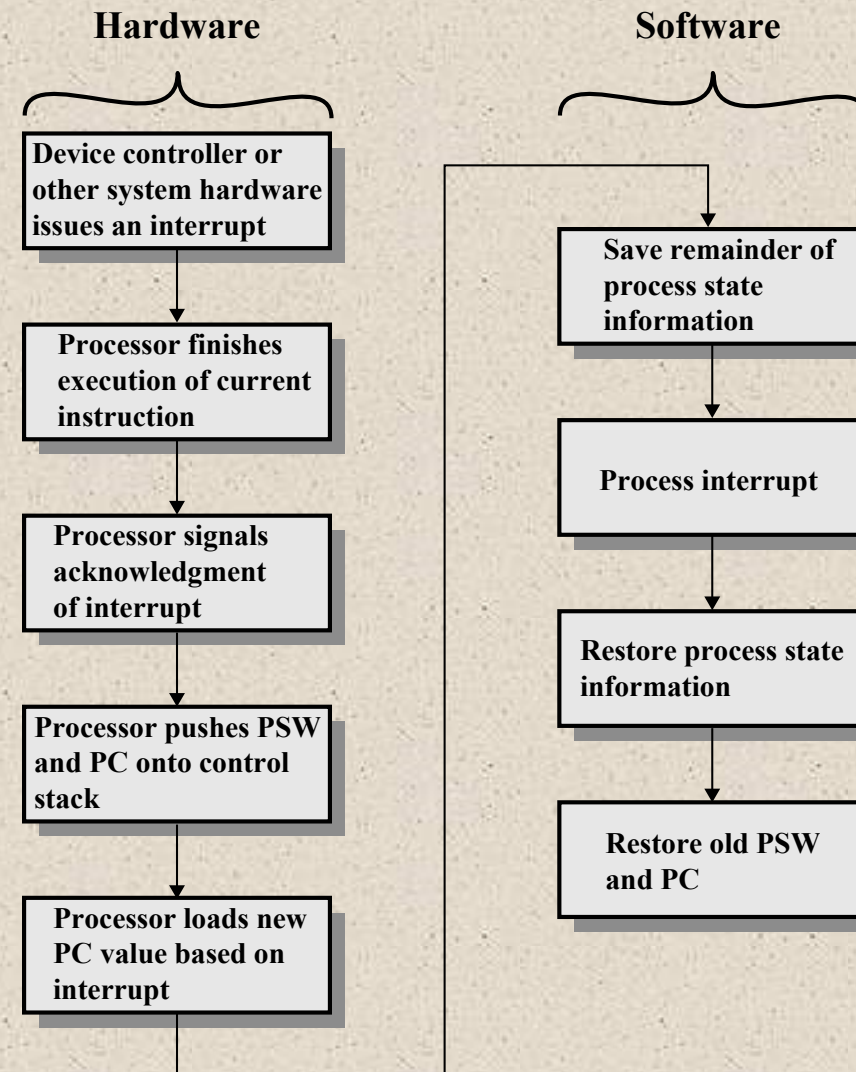 Hardware
Device controller or
other system hardware
issues an interrupt
Processor finishes
execution of current
instruction
Processor signals
acknowledgment
of interrupt
Processor pushes PSW
and PC onto control
stack
Processor loads new
PC value based on
interrupt
Software
Save remainder of
process state
information
Process interrupt
Restore process state
information
Restore old PSW
and PC